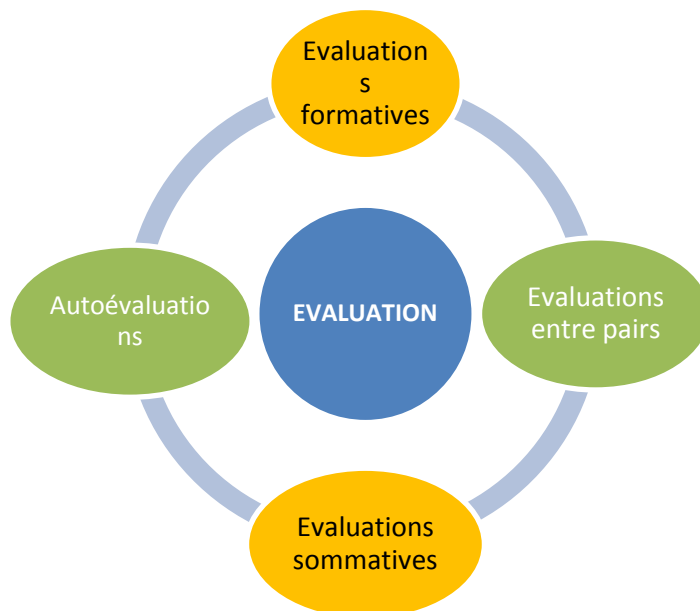 Evaluation
s
formatives
Autoévaluatio
ns
EVALUATION
Evaluations
entre pairs
Evaluations
sommatives